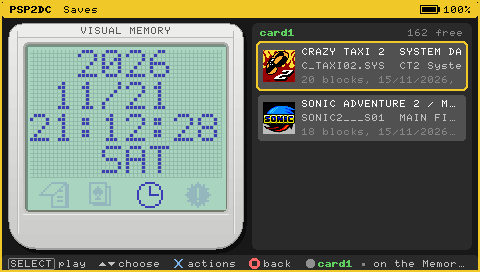 PSP2DC Saves 100%
VISUAL MEMORY
2026
11/21
21:12:28
SAT
card1 162 free
CRAZY TAXI 2 SYSTEM DA
C_TAXI02.SYS CT2 Syste
20 blocks, 15/11/2026,
2
SONIC ADVENTURE 2 / M...
SONIC2___S01 MAIN FI...
18 blocks, 15/11/2026...
SONIC
SELECT play choose actions back card1 on the Memor...